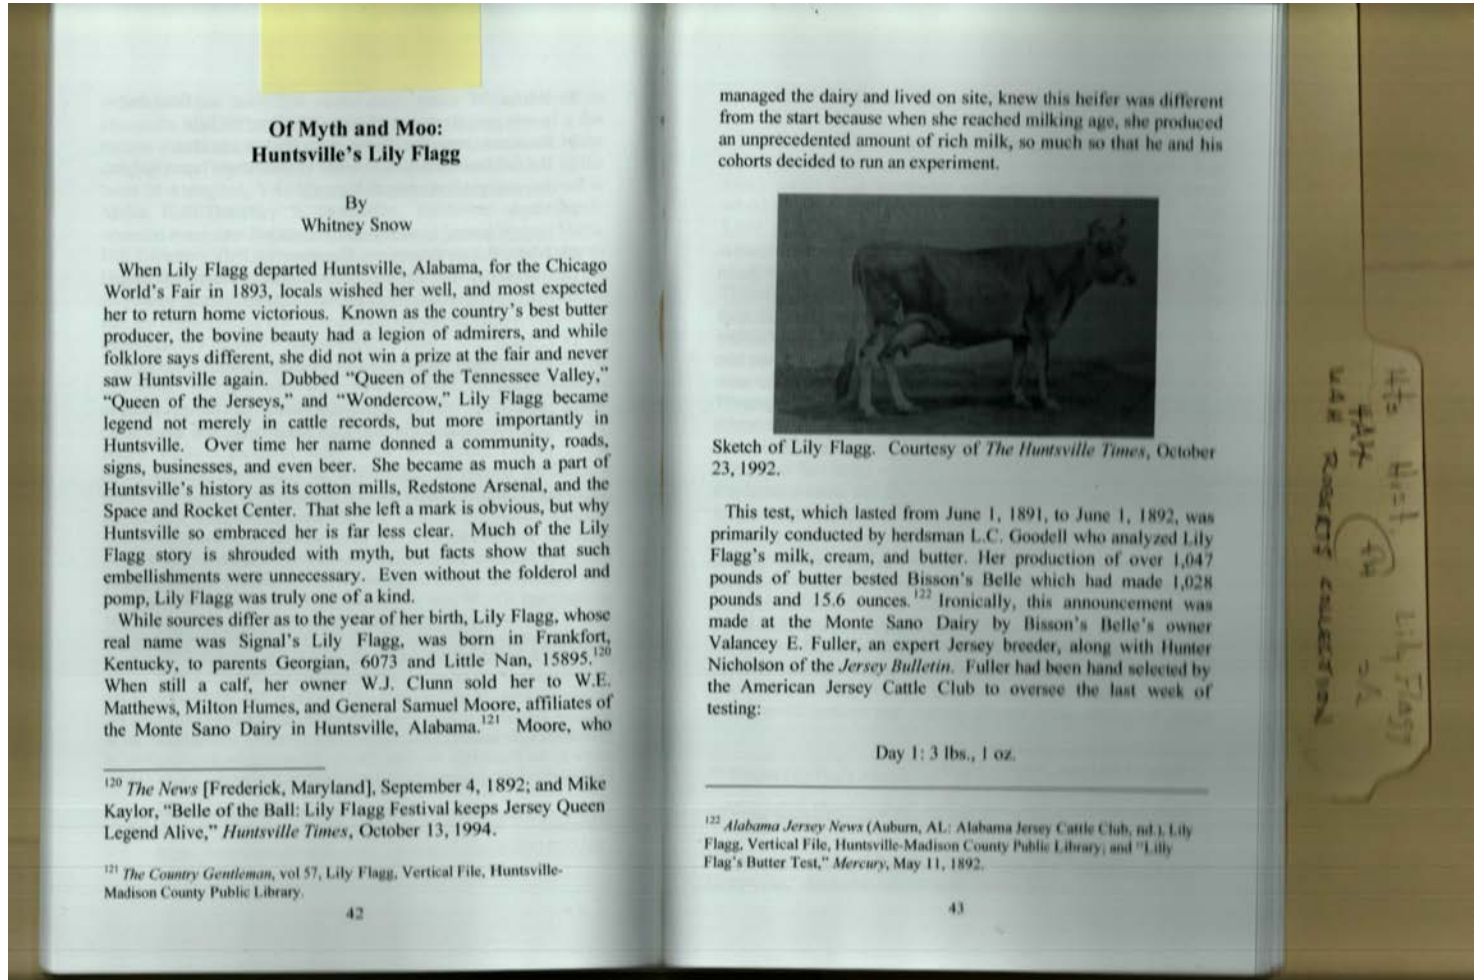 Of Myth and Moo:
Huntsville's Lily Flagg
By
Whitney Snow
When Lily Flagg departed Huntsville, Alabama, for the Chicago
World's Fair in 1893, locals wished her well, and most expected
her to return home victorious. Known as the country's best butter
producer, the bovine beauty had a legion of admirers, and while
folklore says different, she did not win a prize at the fair and never
saw Huntsville again. Dubbed "Queen of the Tennessee Valley,"
"Queen of the Jerseys," and "Wondercow," Lily Flagg became
legend not merely in cattle records, but more importantly in
Huntsville. Over time her name donned a community, roads,
signs, businesses, and even beer. She became as much a part of
Huntsville's history as its cotton mills, Redstone Arsenal, and the
Space and Rocket Center. That she left a mark is obvious, but why
Huntsville so embraced her is far less clear. Much of the Lily
Flagg story is shrouded with myth, but facts show that such
embellishments were unnecessary. Even without the folderol and
pomp, Lily Flagg was truly one of a kind.
While sources differ as to the year of her birth, Lily Flagg, whose
real name was Signal's Lily Flagg, was born in Frankfort,
Kentucky, to parents Georgian, 6073 and Little Nan, 15895.120
When still a calf, her owner W.J. Clunn sold her to W.E.
Matthews, Milton Humes, and General Samuel Moore, affiliates of
the Monte Sano Dairy in Huntsville, Alabama.121 Moore, who
120 The News [Frederick, Maryland], September 4, 1892; and Mike
Kaylor, "Belle of the Ball: Lily Flagg Festival keeps Jersey Queen
Legend Alive," Huntsville Times, October 13, 1994.
121 The Country Gentleman, vol 57, Lily Flagg, Vertical File, Huntsville-
Madison County Public Library.
42
managed the dairy and lived on site, knew this heifer was different
from the start because when she reached milking age, she produced
an unprecedented amount of rich milk, so much so that he and his
cohorts decided to run an experiment.
Sketch of Lily Flagg. Courtesy of The Huntsville Times, October
23, 1992.
This test, which lasted from June 1, 1891, to June 1, 1892, was
primarily conducted by herdsman L.C. Goodell who analyzed Lily
Flagg's milk, cream, and butter. Her production of over 1,047
pounds of butter bested Bisson's Belle which had made 1,028
pounds and 15.6 ounces.122 Ironically, this announcement was
made at the Monte Sano Dairy by Bisson's Belle's owner
Valancey E. Fuller, an expert Jersey breeder, along with Hunter
Nicholson of the Jersey Bulletin. Fuller had been hand selected by
the American Jersey Cattle Club to oversee the last week of
testing:
Day 1: 3 lbs., 1 oz.
122 Alabama Jersey News (Auburn, AL: Alabama Jersey Cattle Club, nd.), Lily
Flagg, Vertical File, Huntsville-Madison County Public Library; and "Lilly
Flag's Butter Test," Mercury, May 11, 1892.
43
Hist Lily Flagg
UAH ROBERTS COLLECTION